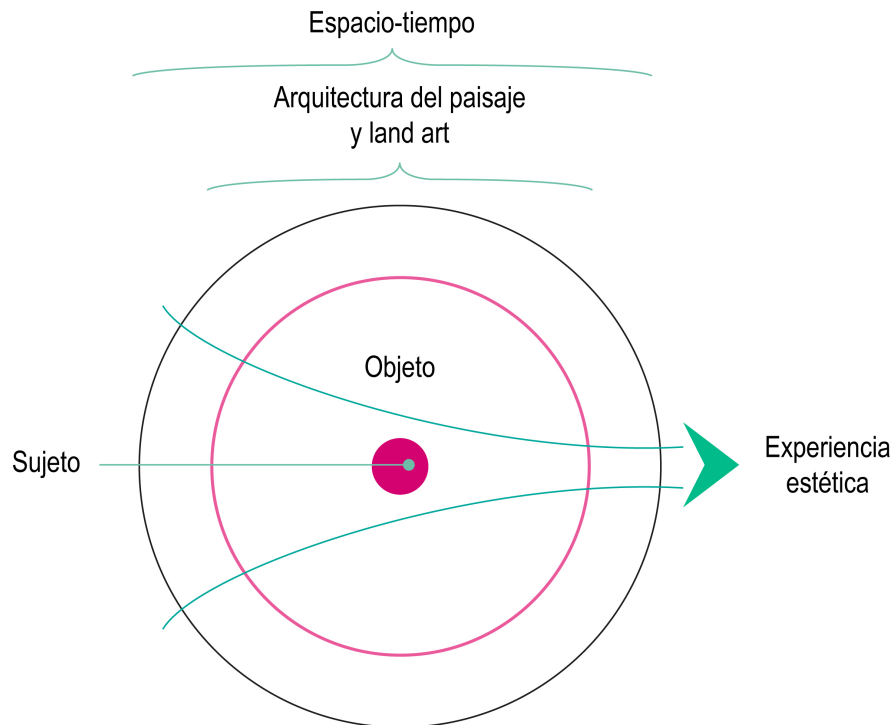 Espacio-tiempo
Arquitectura del paisaje
y land art
Objeto
Sujeto
Experiencia
estética